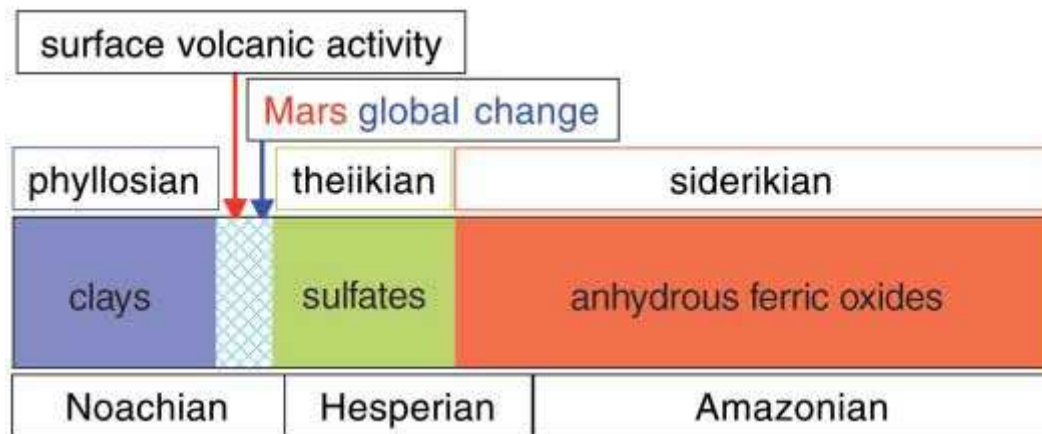 surface volcanic activity
Mars global change
phyllosian theiikian siderikian
clays sulfates anhydrous ferric oxides
Noachian Hesperian Amazonian